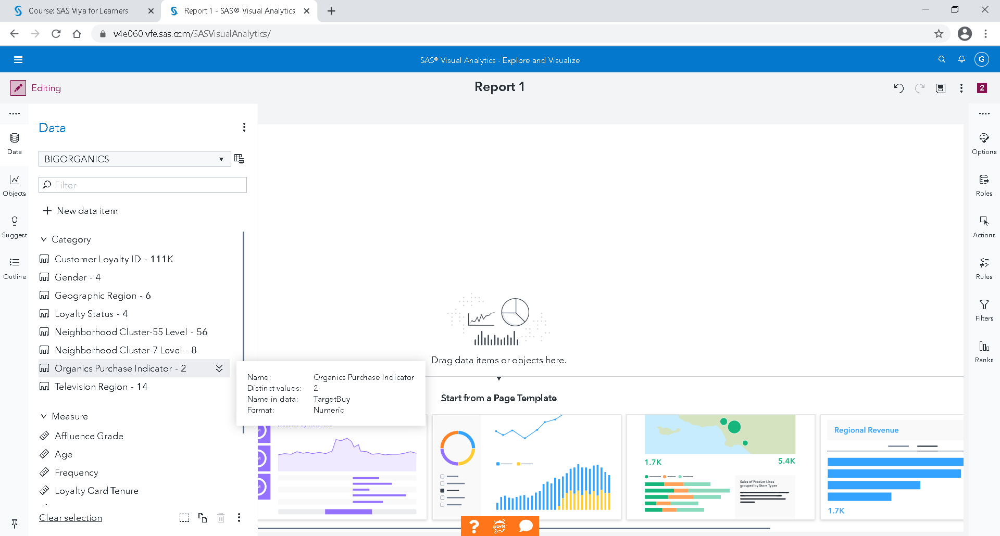 Course: SAS Viya for Learners
Report 1 - SAS® Visual Analytics
v4e060.vfe.sas.com/SASVisualAnalytics/
SAS® Visual Analytics - Explore and Visualize
G
Editing
Report 1
2
Data
Data
Objects
Suggest
Outline
BIGORGANICS
Filter
New data item
Category
Customer Loyalty ID - 111K
Gender - 4
Geographic Region - 6
Loyalty Status - 4
Neighborhood Cluster-55 Level - 56
Neighborhood Cluster-7 Level - 8
Organics Purchase Indicator - 2
Television Region - 14
Measure
Affluence Grade
Age
Frequency
Loyalty Card Tenure
Clear selection
Name: Organics Purchase Indicator
Distinct values: 2
Name in data: TargetBuy
Format: Numeric
Drag data items or objects here.
Start from a Page Template
M
M
M
1.7K
5.4K
Sales of Product Lines
grouped by Store Types
Regional Revenue
1.7K
?
jupyter
Options
Roles
Actions
Rules
Filters
Ranks